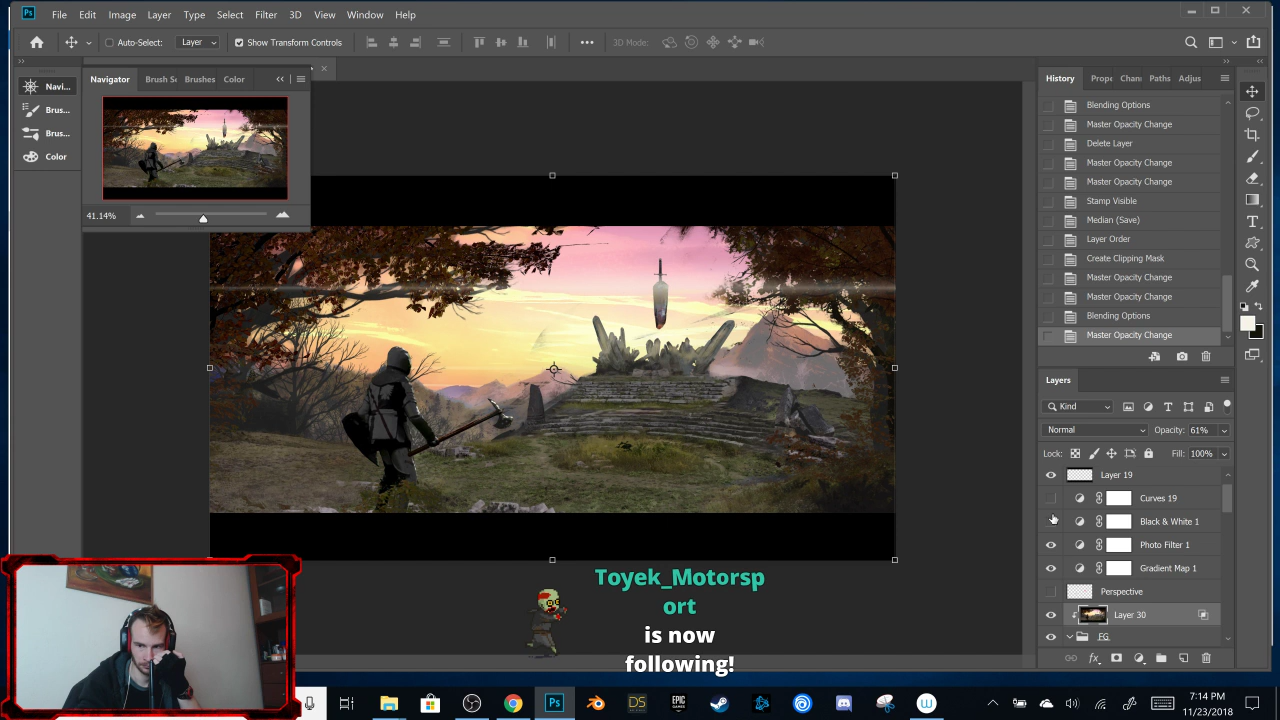 Ps File Edit Image Layer Type Select Filter 3D View Window Help
Auto-Select: Layer Show Transform Controls 3D Mode:
Navigator Brush Se Brushes Color
Navi...
Brus...
Brus...
Color
41.14%
History Prope Chan Paths Adjus
Blending Options
Master Opacity Change
Delete Layer
Master Opacity Change
Master Opacity Change
Stamp Visible
Median (Save)
Layer Order
Create Clipping Mask
Master Opacity Change
Master Opacity Change
Blending Options
Master Opacity Change
Layers
Kind
Normal Opacity: 61%
Lock: Fill: 100%
Layer 19
Curves 19
Black & White 1
Photo Filter 1
Gradient Map 1
Perspective
Layer 30
FG
Toyek_Motorsp
ort
is now
following!
Ps DS EPIC GAMES W
7:14 PM
11/23/2018